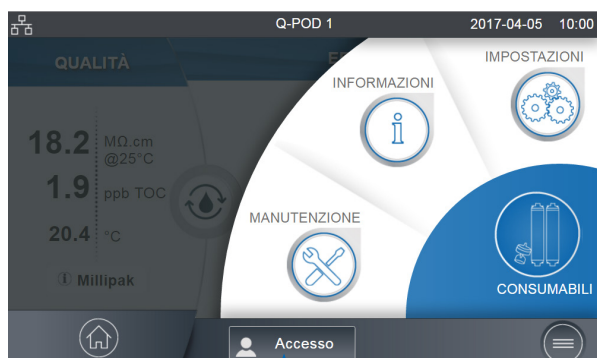 Q-POD 1
2017-04-05 10:00
QUALITÀ
18.2 MΩ.cm
@25°C
1.9 ppb TOC
20.4 °C
Millipak
IMPOSTAZIONI
INFORMAZIONI
MANUTENZIONE
CONSUMABILI
Accesso